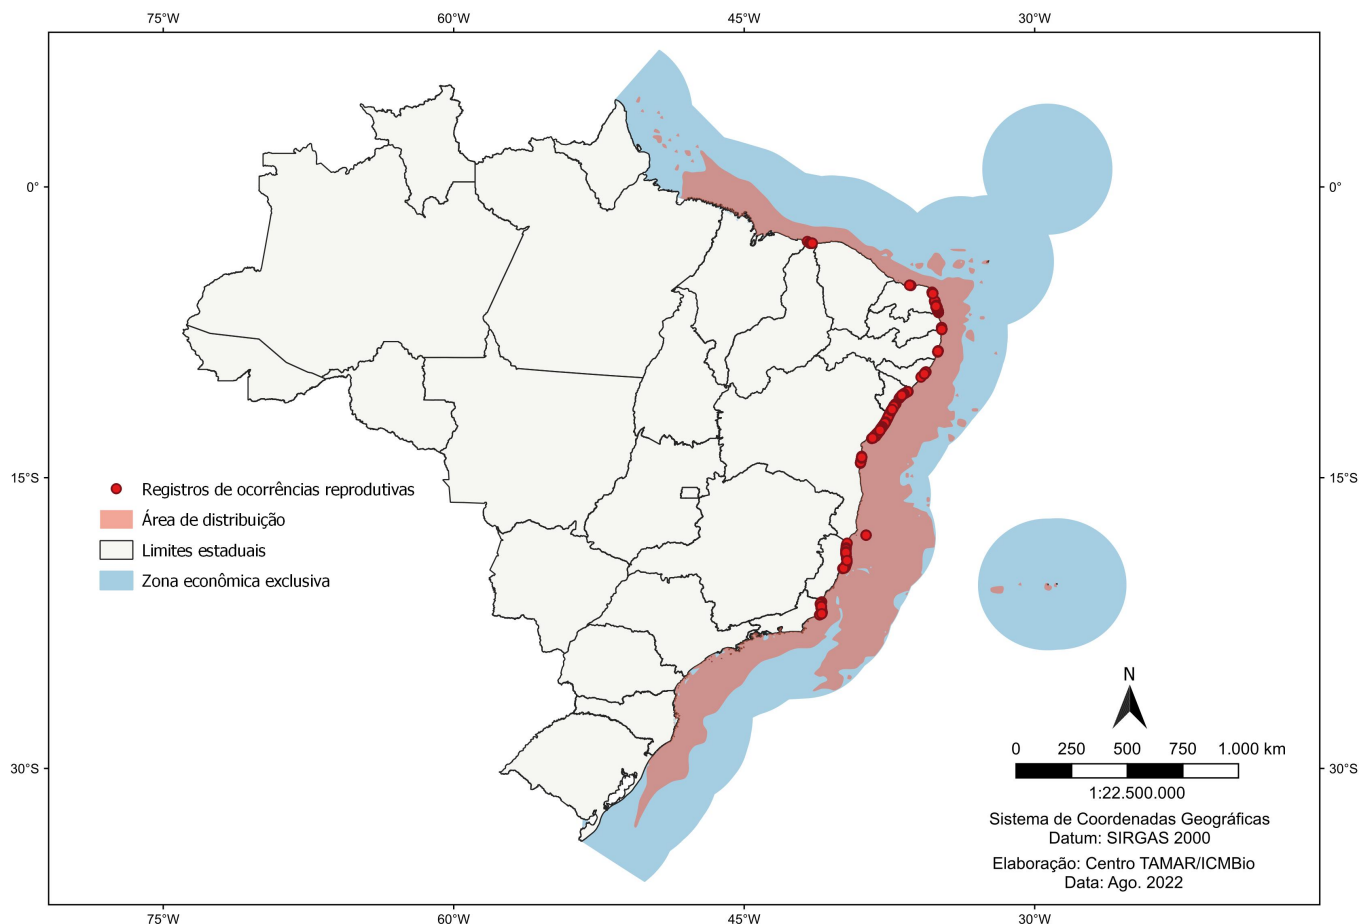 75°W 60°W 45°W 30°W
0° 0°
15°S 15°S
Registros de ocorrências reprodutivas
Área de distribuição
Limites estaduais
Zona econômica exclusiva
N
0 250 500 750 1.000 km
30°S 30°S
1:22.500.000
Sistema de Coordenadas Geográficas
Datum: SIRGAS 2000
Elaboração: Centro TAMAR/ICMBio
Data: Ago. 2022
75°W 60°W 45°W 30°W